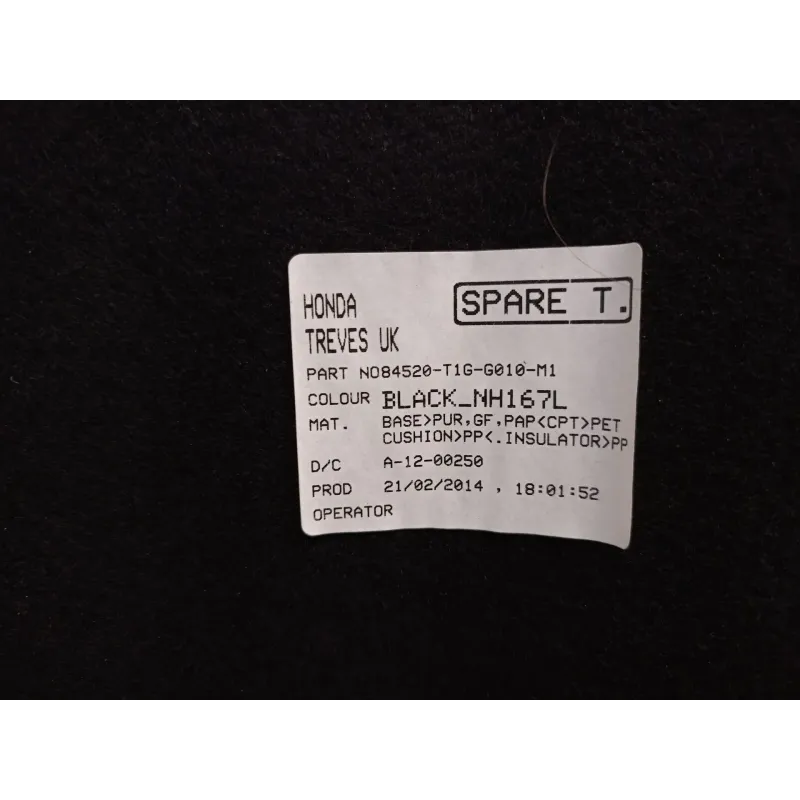 HONDA SPARE T.
TREVES UK
PART NO84520-T1G-G010-M1
COLOUR BLACK_NH167L
MAT. BASE>PUR,GF,PAP<CPT>PET
CUSHION>PP<.INSULATOR>PP
D/C A-12-00250
PROD 21/02/2014 , 18:01:52
OPERATOR